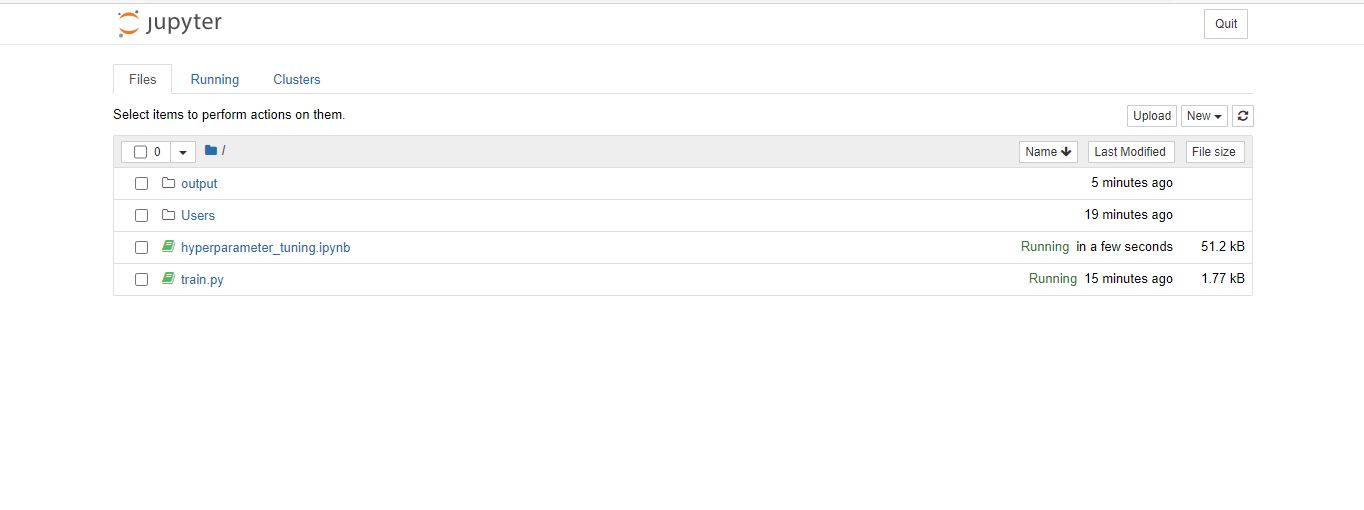 jupyter Quit
Files Running Clusters
Select items to perform actions on them. Upload New
0 / Name Last Modified File size
output 5 minutes ago
Users 19 minutes ago
hyperparameter_tuning.ipynb Running in a few seconds 51.2 kB
train.py Running 15 minutes ago 1.77 kB